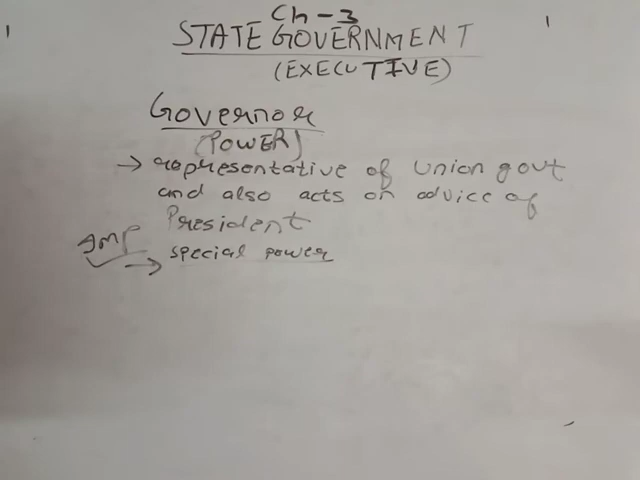 Ch-3
STATE GOVERNMENT
(EXECUTIVE)
Governor
(POWER)
→ representative of Union govt
and also acts on advice of
President
Imp → special power